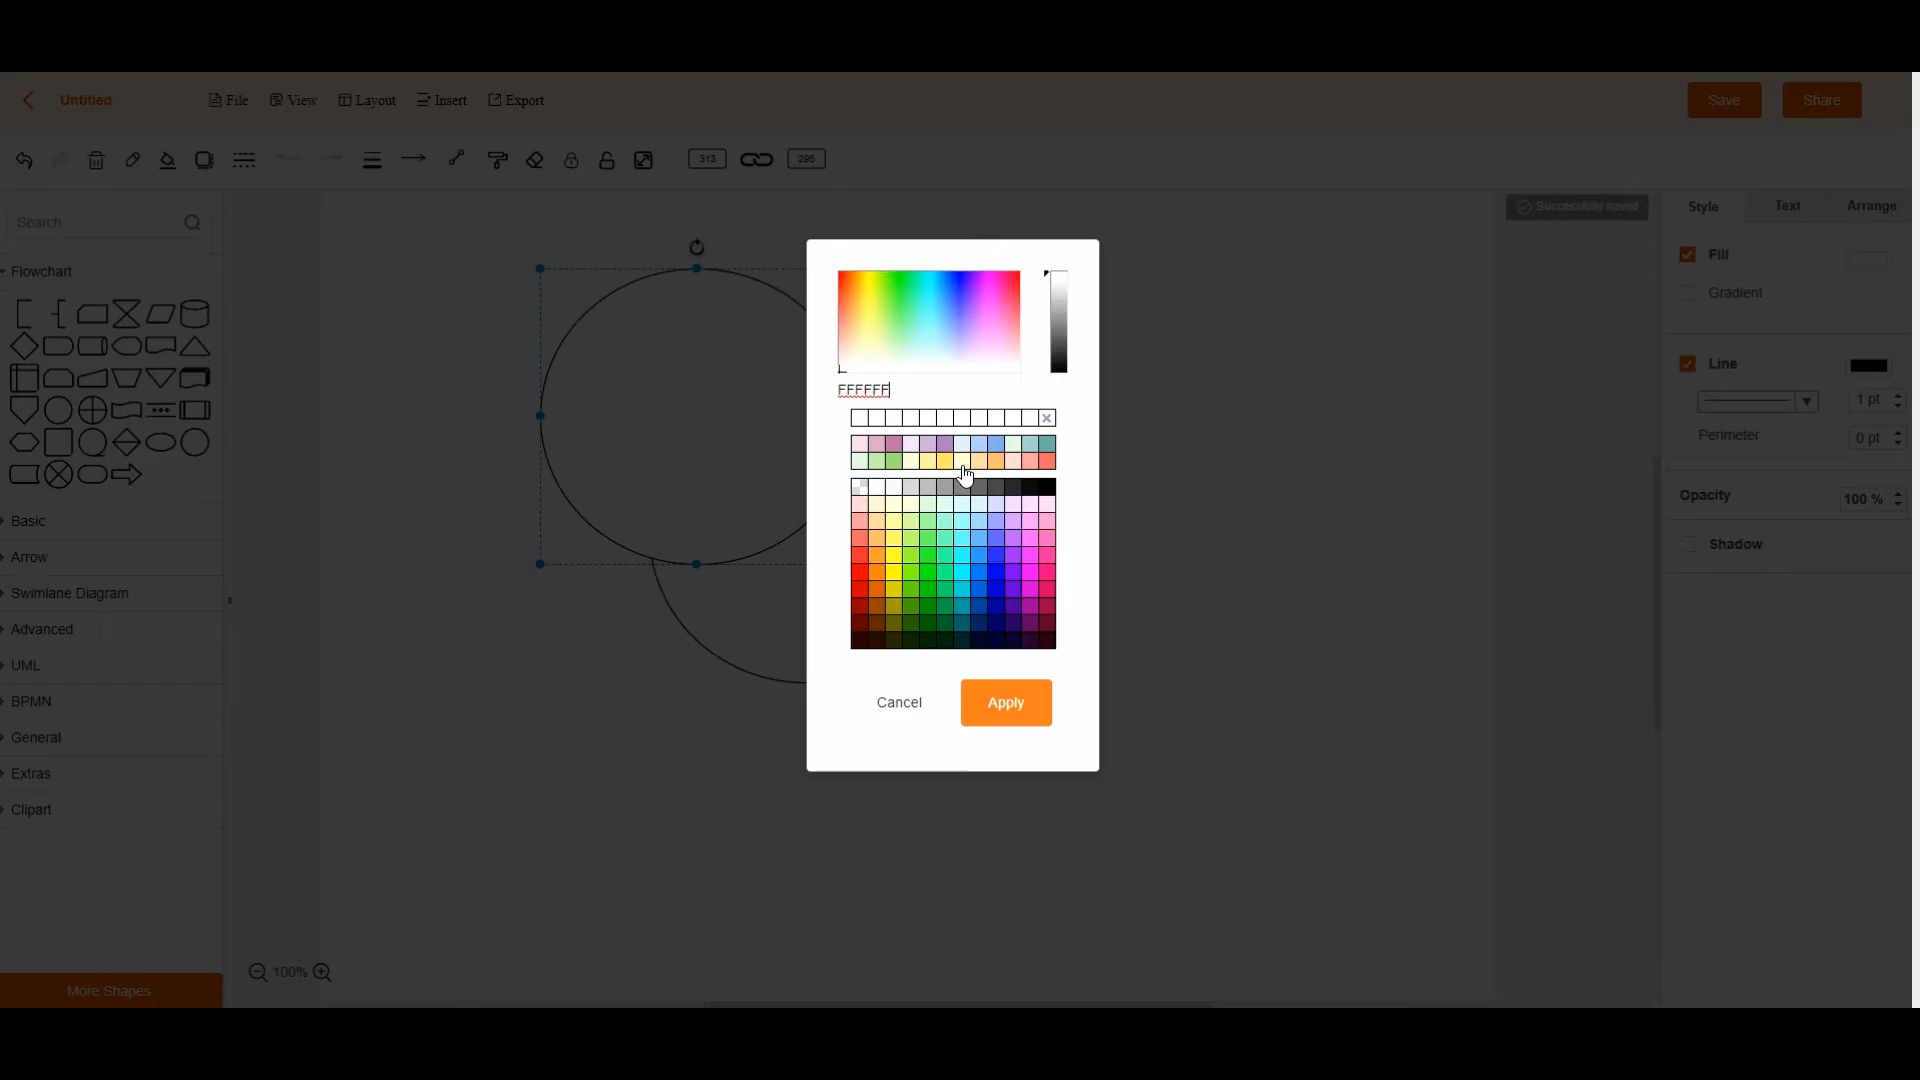 Untitled
File View Layout Insert Export
Save Share
313 295
Search
Flowchart
Basic
Arrow
Swimlane Diagram
Advanced
UML
BPMN
General
Extras
Clipart
More Shapes
100%
FFFFFF
Cancel Apply
Successfully saved
Style Text Arrange
Fill
Gradient
Line
1 pt
Perimeter 0 pt
Opacity 100 %
Shadow